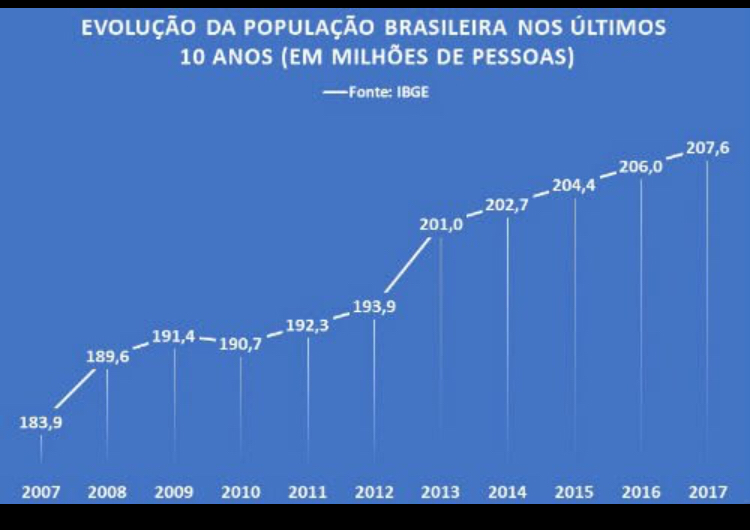 EVOLUÇÃO DA POPULAÇÃO BRASILEIRA NOS ÚLTIMOS
10 ANOS (EM MILHÕES DE PESSOAS)
Fonte: IBGE
207,6
206,0
204,4
202,7
201,0
193,9
192,3
191,4
190,7
189,6
183,9
2007 2008 2009 2010 2011 2012 2013 2014 2015 2016 2017